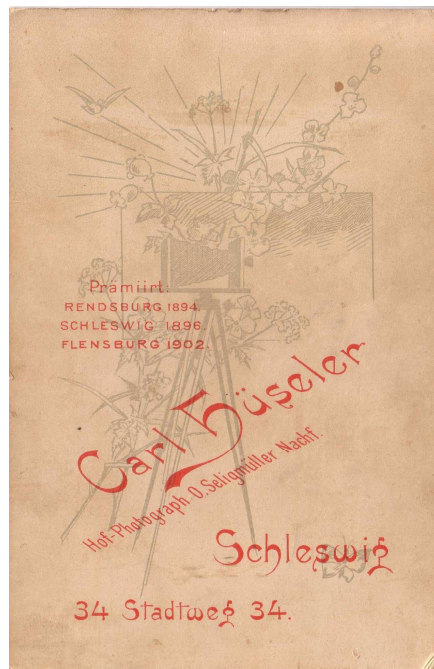 Prämiirt:
RENDSBURG 1894.
SCHLESWIG 1896.
FLENSBURG 1902.
Carl Hüseler
Hof-Photograph O. Seligmüller Nachf.
Schleswig
34 Stadtweg 34.